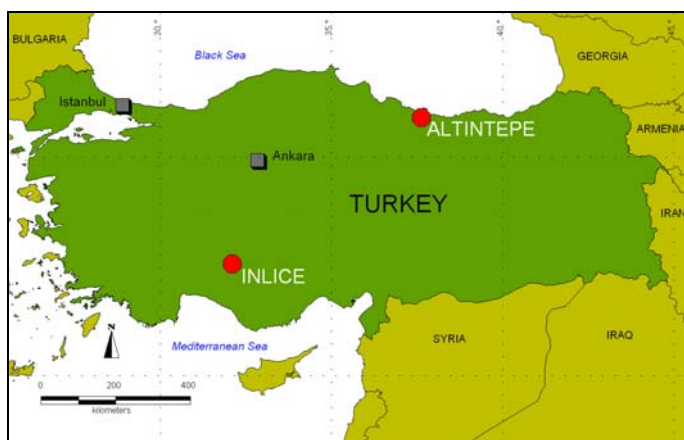 30.°
35.°
40.°
45.°
BULGARIA
Black Sea
GEORGIA
Istanbul
ALTINTEPE
ARMENIA
Ankara
TURKEY
IRAN
INLICE
N
Mediterranean Sea
SYRIA
IRAQ
0 200 400
kilometers